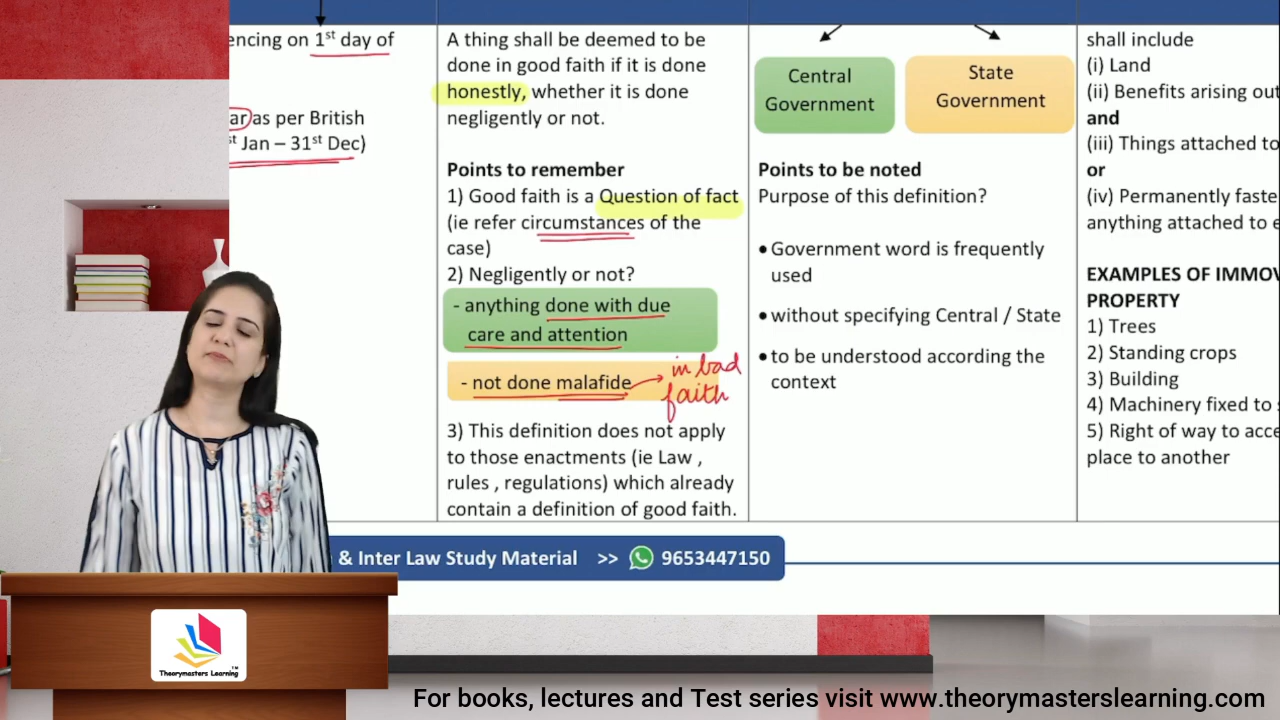 encing on 1st day of
ar as per British
st Jan – 31st Dec)
A thing shall be deemed to be
done in good faith if it is done
honestly, whether it is done
negligently or not.
Points to remember
1) Good faith is a Question of fact
(ie refer circumstances of the
case)
2) Negligently or not?
- anything done with due
care and attention
- not done malafide
in bad
faith
3) This definition does not apply
to those enactments (ie Law ,
rules , regulations) which already
contain a definition of good faith.
Central
Government
State
Government
Points to be noted
Purpose of this definition?
• Government word is frequently
used
• without specifying Central / State
• to be understood according the
context
shall include
(i) Land
(ii) Benefits arising out
and
(iii) Things attached to
or
(iv) Permanently faste
anything attached to e
EXAMPLES OF IMMOV
PROPERTY
1) Trees
2) Standing crops
3) Building
4) Machinery fixed to s
5) Right of way to acce
place to another
& Inter Law Study Material >> 9653447150
Theorymasters Learning™
For books, lectures and Test series visit www.theorymasterslearning.com